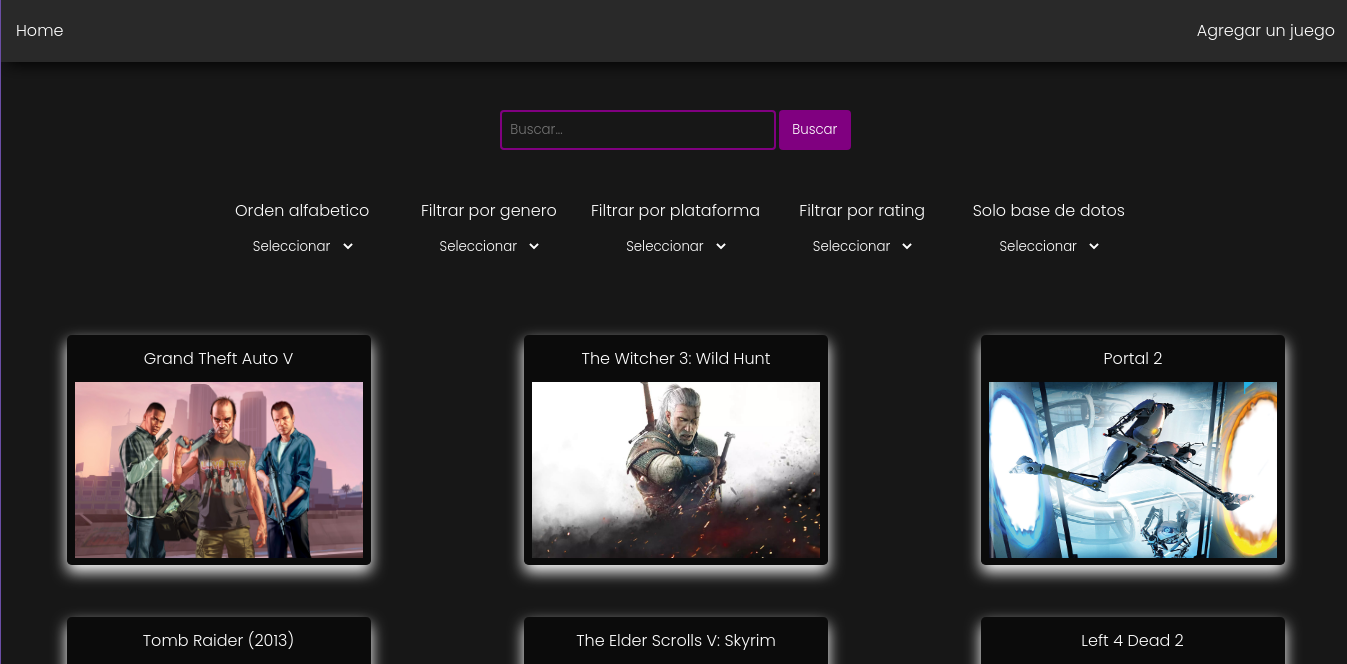 Home Agregar un juego
Buscar... Buscar
Orden alfabetico Filtrar por genero Filtrar por plataforma Filtrar por rating Solo base de dotos
Seleccionar Seleccionar Seleccionar Seleccionar Seleccionar
Grand Theft Auto V The Witcher 3: Wild Hunt Portal 2
Tomb Raider (2013) The Elder Scrolls V: Skyrim Left 4 Dead 2